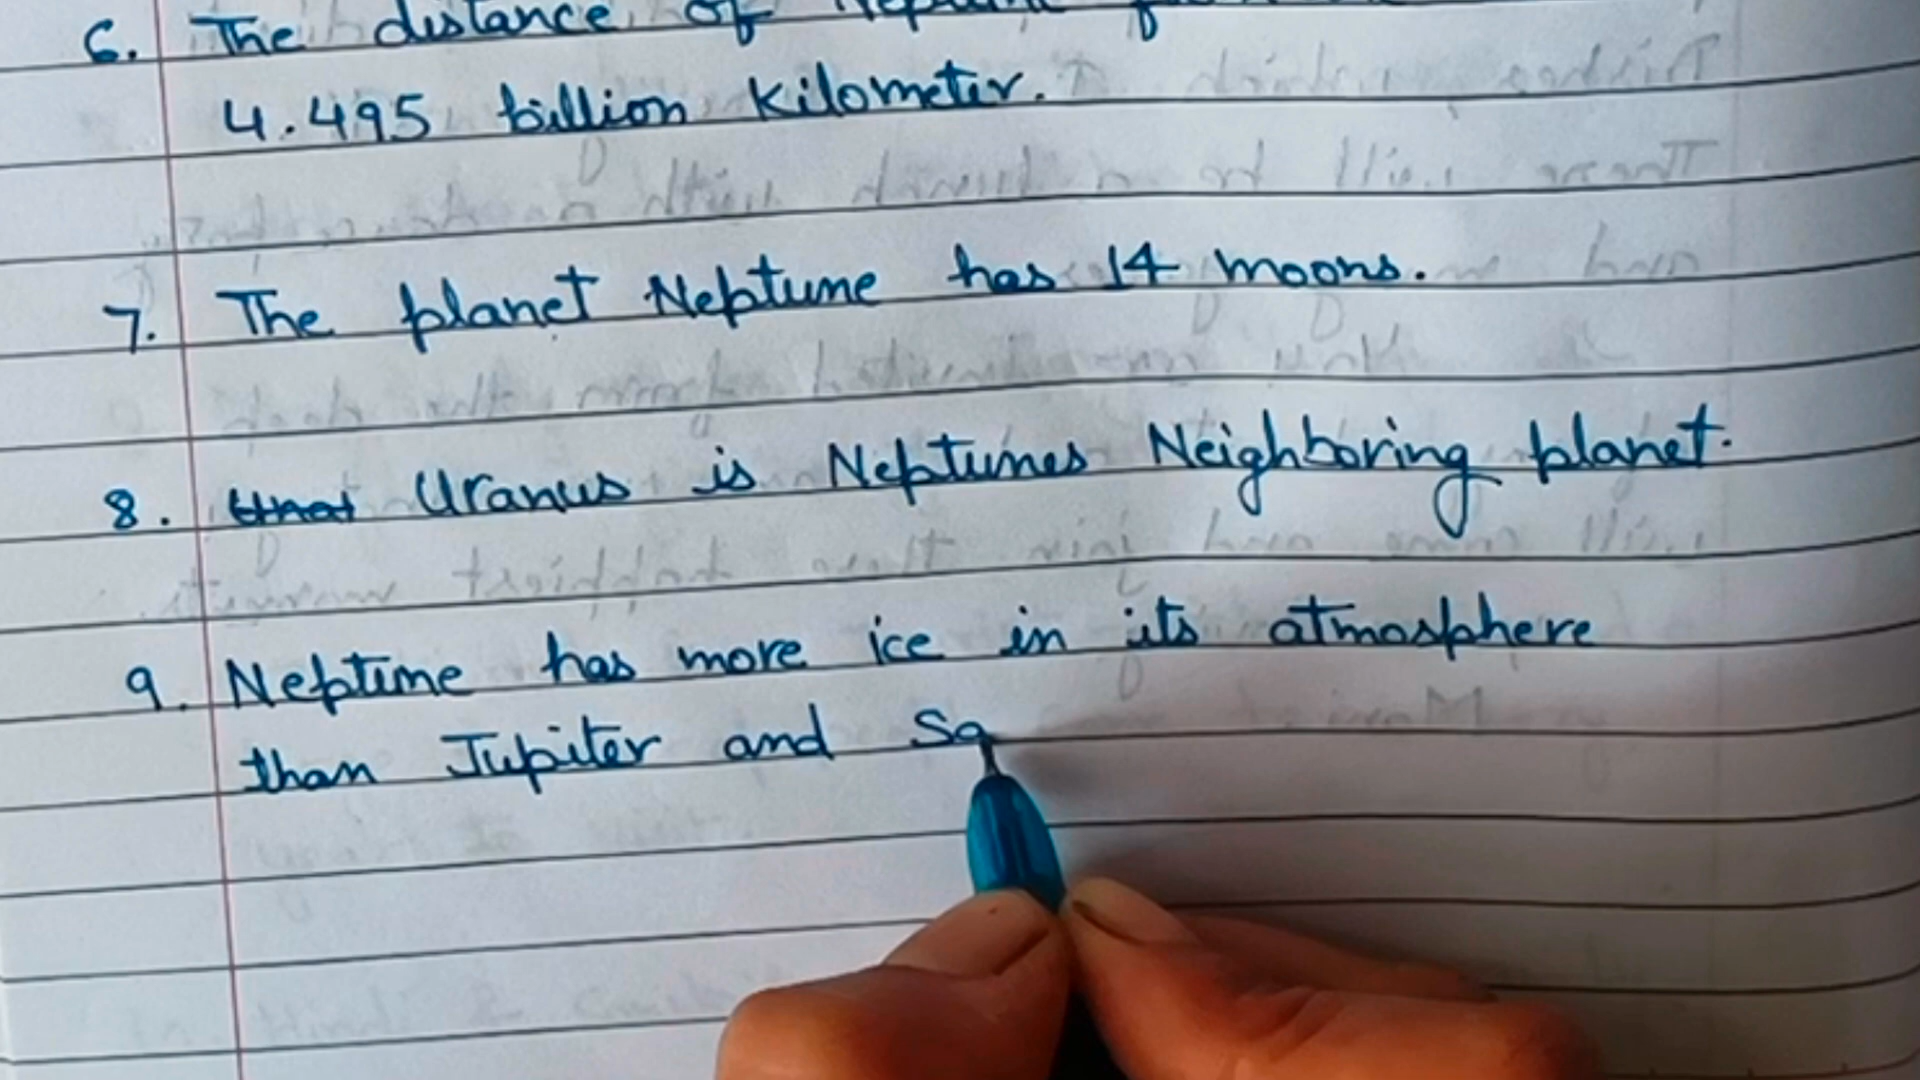 6. The distance of Neptune
4.495 billion Kilometer.
7. The planet Neptune has 14 moons.
8. Uranus is Neptunes Neighboring planet.
9. Neptime has more ice in its atmosphere
than Jupiter and Sa